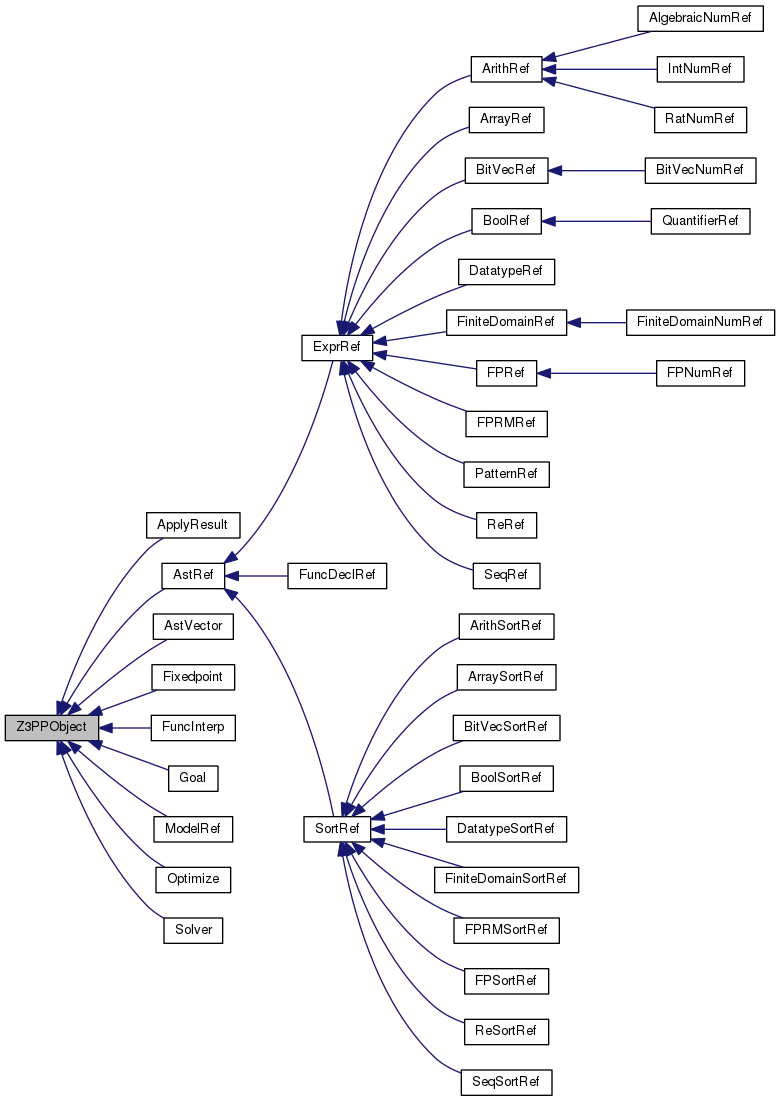 AlgebraicNumRef
ArithRef
IntNumRef
ArrayRef
RatNumRef
BitVecRef
BitVecNumRef
BoolRef
QuantifierRef
DatatypeRef
FiniteDomainRef
FiniteDomainNumRef
ExprRef
FPRef
FPNumRef
FPRMRef
PatternRef
ApplyResult
ReRef
AstRef
FuncDeclRef
SeqRef
AstVector
ArithSortRef
Fixedpoint
ArraySortRef
Z3PPObject
FuncInterp
BitVecSortRef
Goal
BoolSortRef
ModelRef
SortRef
DatatypeSortRef
Optimize
FiniteDomainSortRef
Solver
FPRMSortRef
FPSortRef
ReSortRef
SeqSortRef